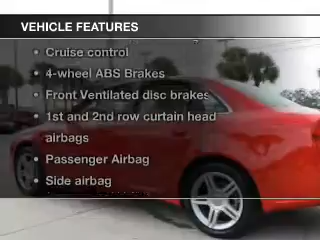 VEHICLE FEATURES
• Cruise control
• 4-wheel ABS Brakes
• Front Ventilated disc brakes
• 1st and 2nd row curtain head
airbags
• Passenger Airbag
• Side airbag